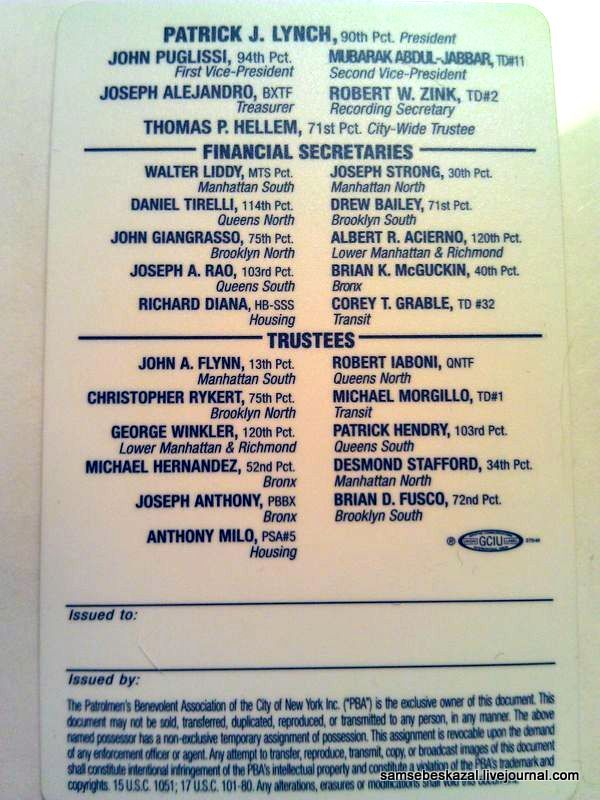 PATRICK J. LYNCH, 90th Pct. President
JOHN PUGLISSI, 94th Pct. MUBARAK ABDUL-JABBAR, TD#11
First Vice-President Second Vice-President
JOSEPH ALEJANDRO, BXTF ROBERT W. ZINK, TD#2
Treasurer Recording Secretary
THOMAS P. HELLEM, 71st Pct. City-Wide Trustee
FINANCIAL SECRETARIES
WALTER LIDDY, MTS Pct. JOSEPH STRONG, 30th Pct.
Manhattan South Manhattan North
DANIEL TIRELLI, 114th Pct. DREW BAILEY, 71st Pct.
Queens North Brooklyn South
JOHN GIANGRASSO, 75th Pct. ALBERT R. ACIERNO, 120th Pct.
Brooklyn North Lower Manhattan & Richmond
JOSEPH A. RAO, 103rd Pct. BRIAN K. McGUCKIN, 40th Pct.
Queens South Bronx
RICHARD DIANA, HB-SSS COREY T. GRABLE, TD #32
Housing Transit
TRUSTEES
JOHN A. FLYNN, 13th Pct. ROBERT IABONI, QNTF
Manhattan South Queens North
CHRISTOPHER RYKERT, 75th Pct. MICHAEL MORGILLO, TD#1
Brooklyn North Transit
GEORGE WINKLER, 120th Pct. PATRICK HENDRY, 103rd Pct.
Lower Manhattan & Richmond Queens South
MICHAEL HERNANDEZ, 52nd Pct. DESMOND STAFFORD, 34th Pct.
Bronx Manhattan North
JOSEPH ANTHONY, PBBX BRIAN D. FUSCO, 72nd Pct.
Bronx Brooklyn South
ANTHONY MILO, PSA#5 ® GCIU
Housing
Issued to:
Issued by:
The Patrolmen's Benevolent Association of the City of New York Inc. ("PBA") is the exclusive owner of this document. This
document may not be sold, transferred, duplicated, reproduced, or transmitted to any person, in any manner. The above
named possessor has a non-exclusive temporary assignment of possession. This assignment is revocable upon the demand
of any enforcement officer or agent. Any attempt to transfer, reproduce, transmit, copy, or broadcast images of this document
shall constitute intentional infringement of the PBA's intellectual property and constitute a violation of the PBA's trademark and
copyrights. 15 U.S.C. 1051; 17 U.S.C. 101-80. Any alterations, erasures or modifications shall void this document.
samsebeskazal.livejournal.com